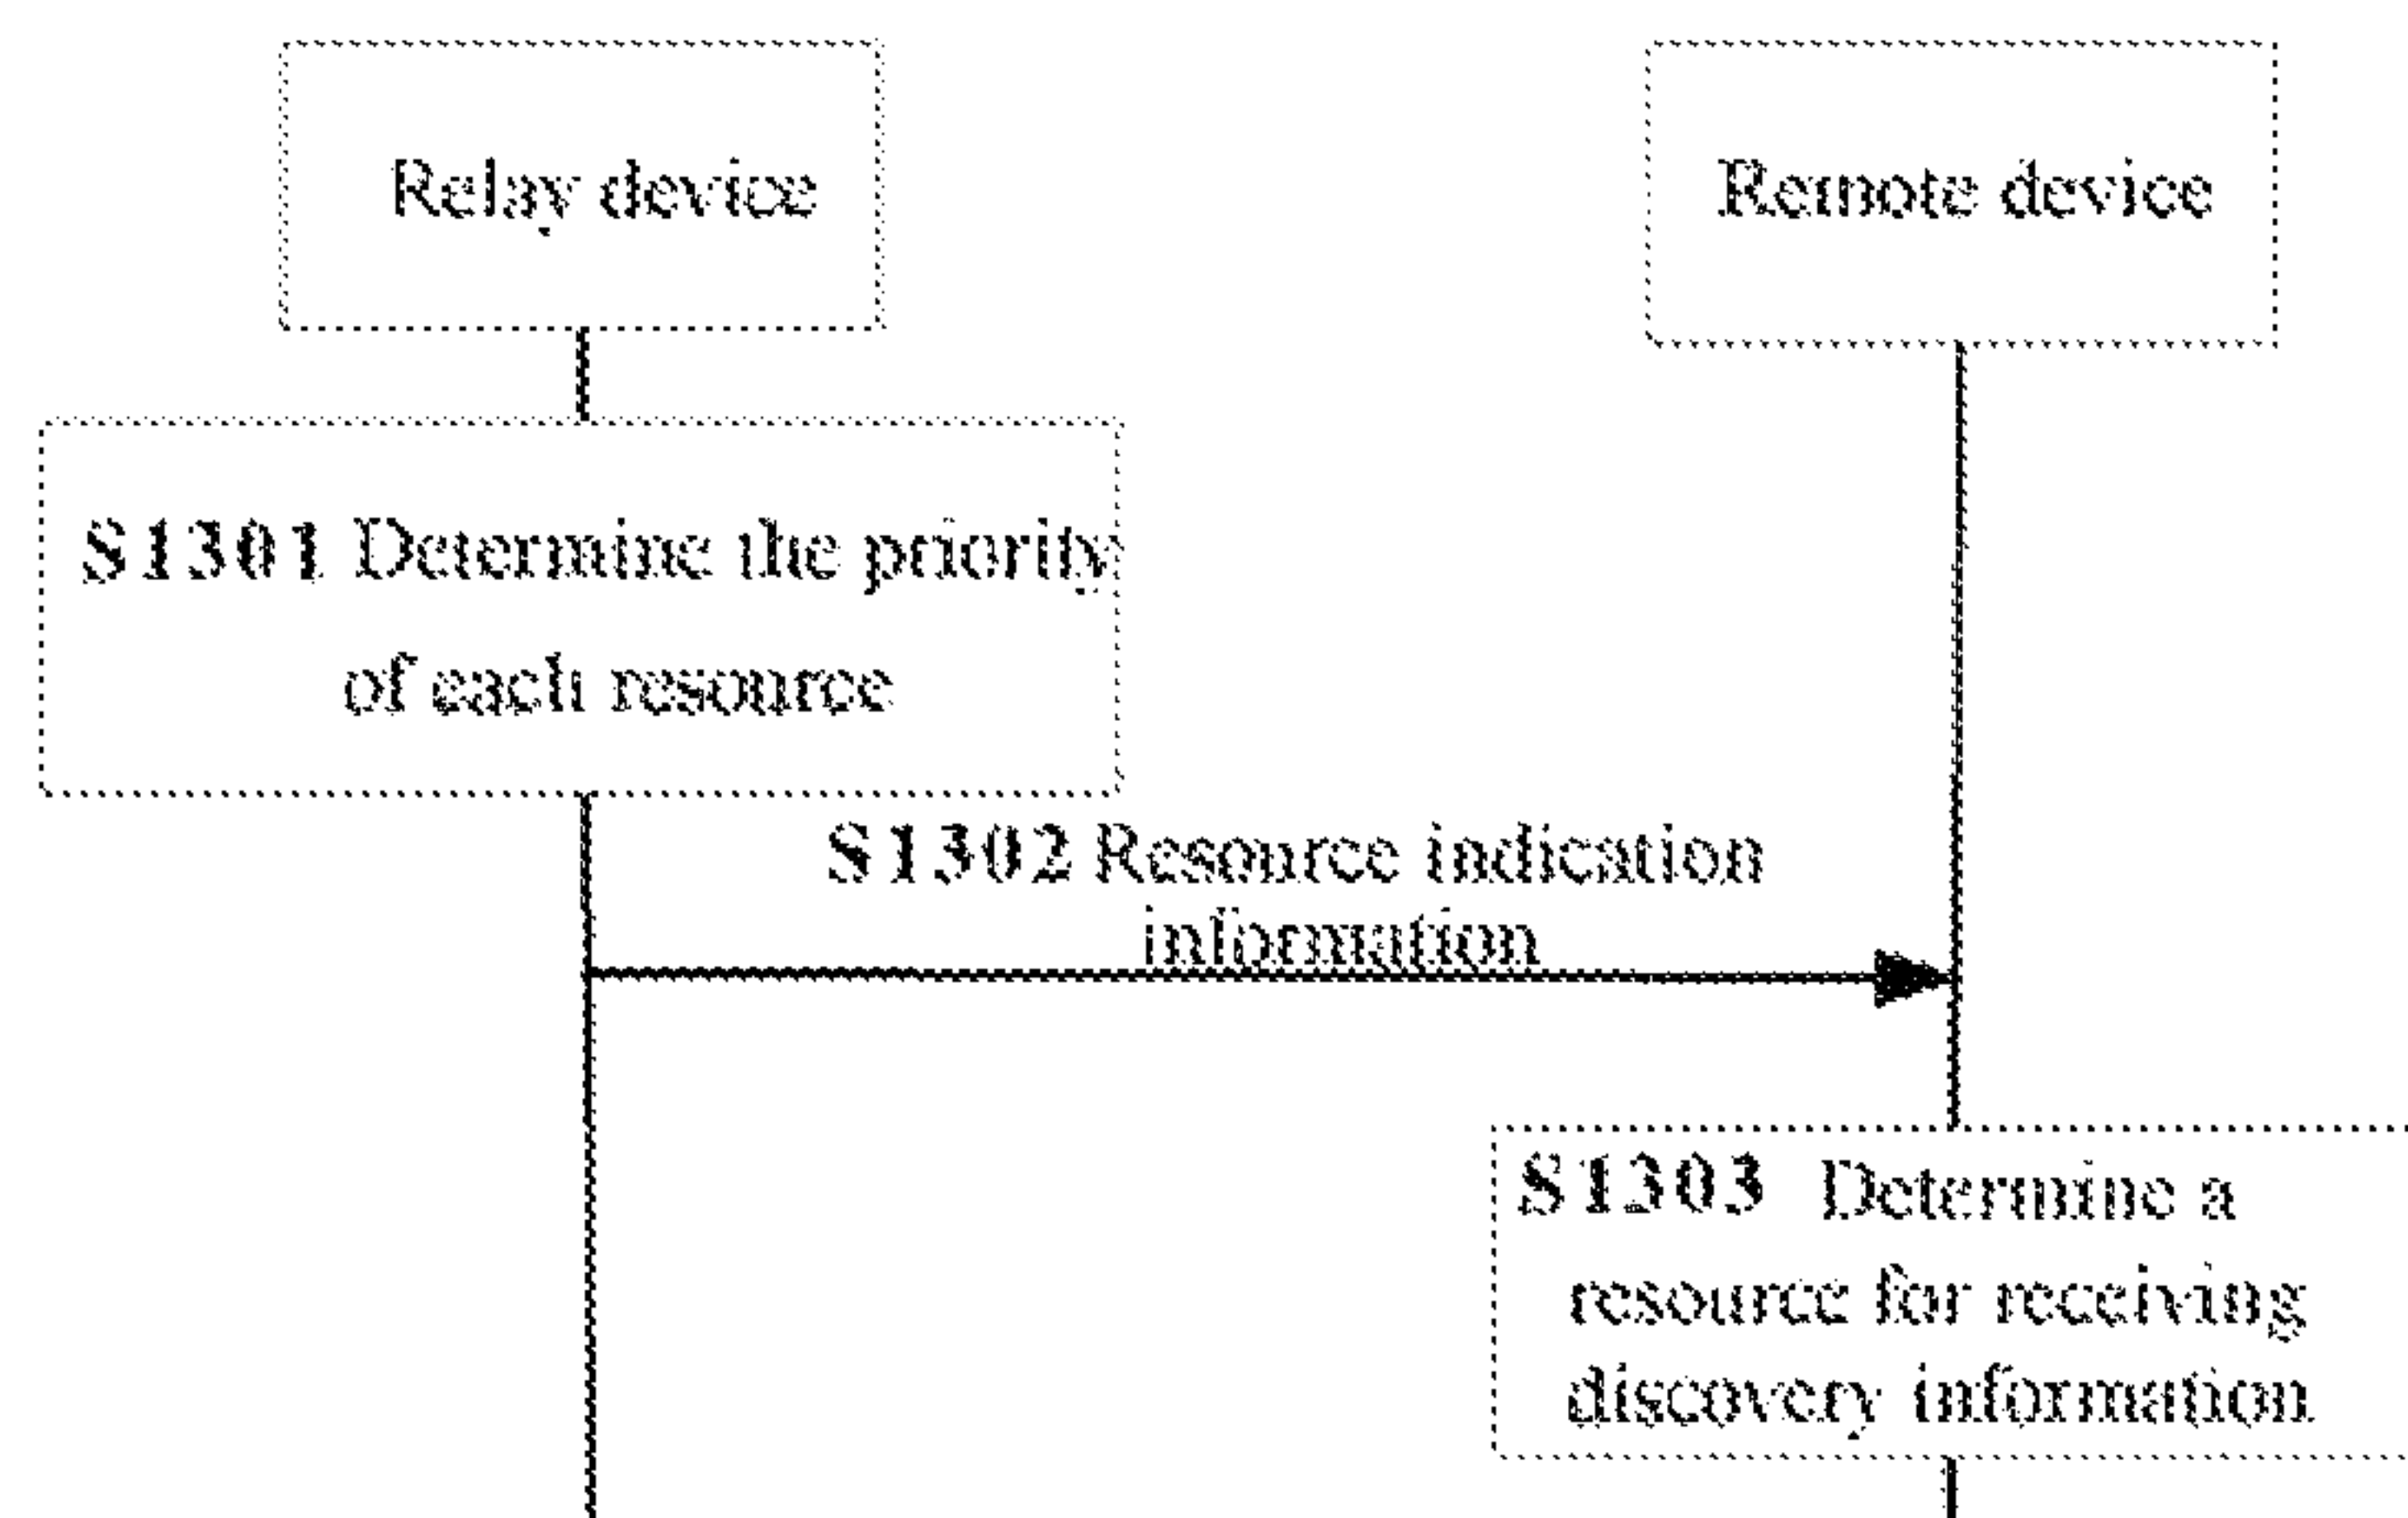 Relay device
Remote device
S1301 Determine the priority
of each resource
S1302 Resource indication
information
S1303 Determine a
resource for receiving
discovery information